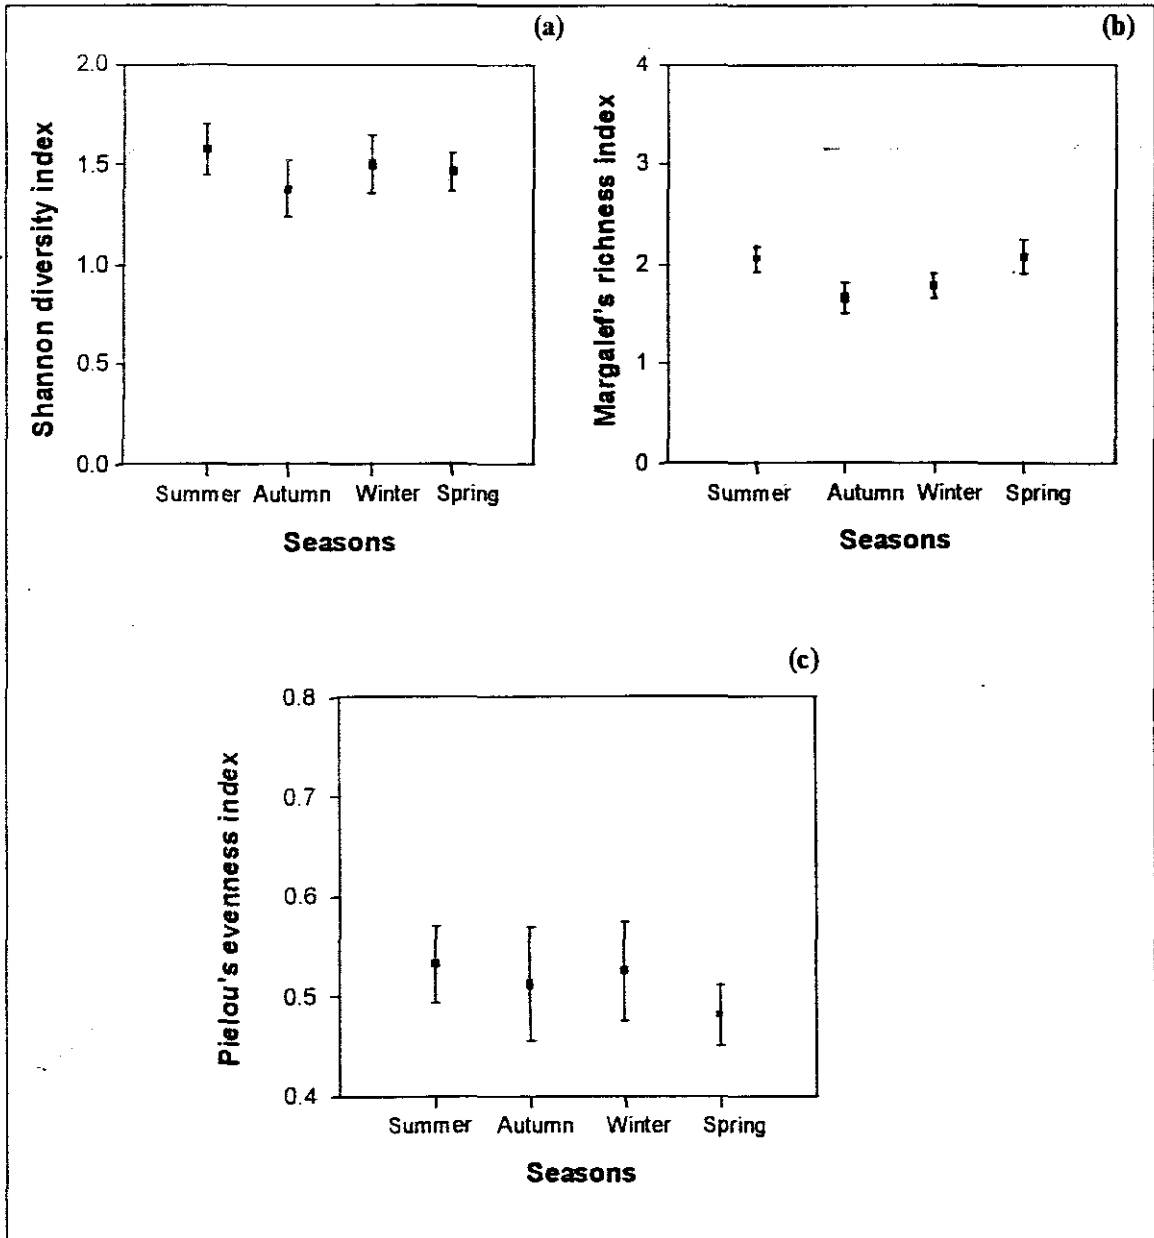 (a)
2.0
1.5
1.0
0.5
0.0
Shannon diversity index
Summer Autumn Winter Spring
Seasons
(b)
4
3
2
1
0
Margalef's richness index
Summer Autumn Winter Spring
Seasons
(c)
0.8
0.7
0.6
0.5
0.4
Pielou's evenness index
Summer Autumn Winter Spring
Seasons